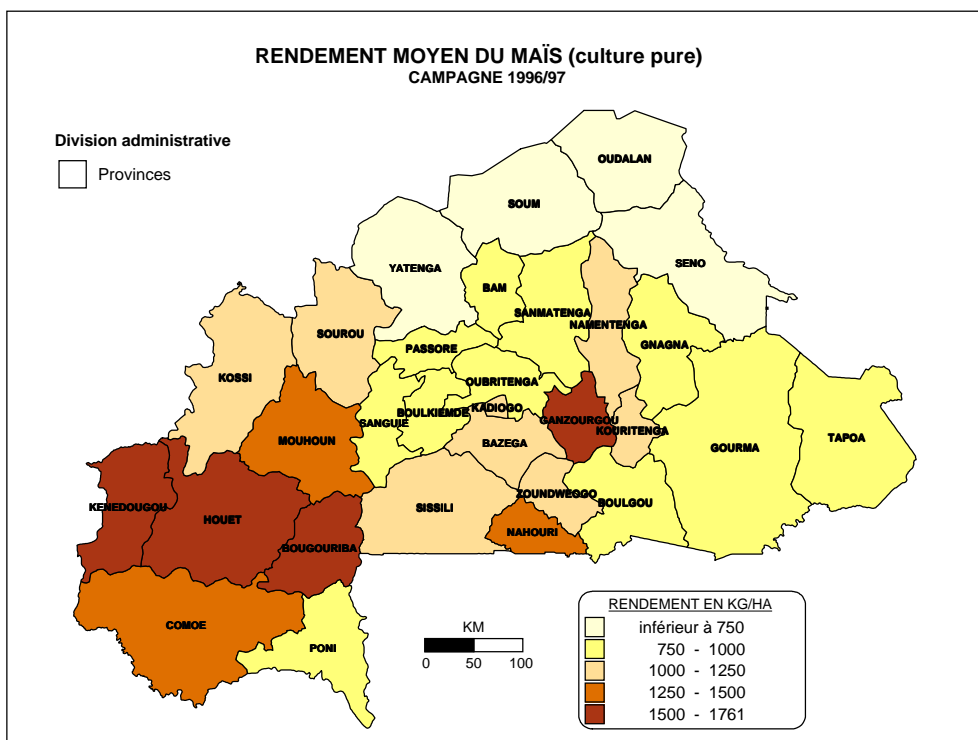 RENDEMENT MOYEN DU MAÏS (culture pure)
CAMPAGNE 1996/97
Division administrative
Provinces
OUDALAN
SOUM
SENO
YATENGA
BAM
SANMATENGA
NAMENTENGA
SOUROU
GNAGNA
PASSORE
KOSSI
OUBRITENGA
BOULKIEMDE
KADIOGO
GANZOURGOU
SANGUIÉ
KOURITENGA
MOUHOUN
BAZEGA
GOURMA
TAPOA
ZOUNDWEOGO
BOULGOU
KENEDOUGOU
SISSILI
HOUET
NAHOURI
BOUGOURIBA
COMOE
PONI
KM
0 50 100
RENDEMENT EN KG/HA
inférieur à 750
750 - 1000
1000 - 1250
1250 - 1500
1500 - 1761